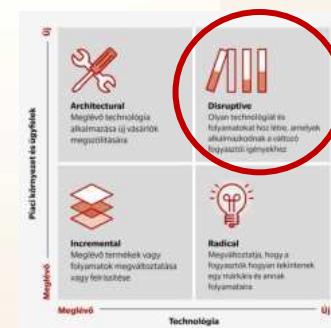 Új
Piaci környezet és ügyfelek
Architectural
Meglévő technológia
alkalmazása új vásárlók
megszólítására
Disruptive
Olyan technológiát és
folyamatokat hoz létre, amelyek
alkalmazkodnak a változó
fogyasztói igényekhez
Incremental
Meglévő termékek vagy
folyamatok megváltoztatása
vagy felfrissítése
Radical
Megváltoztatja, hogy a
fogyasztók hogyan tekintenek
egy márkára és annak
folyamataira
Meglévő
Meglévő
Új
Technológia